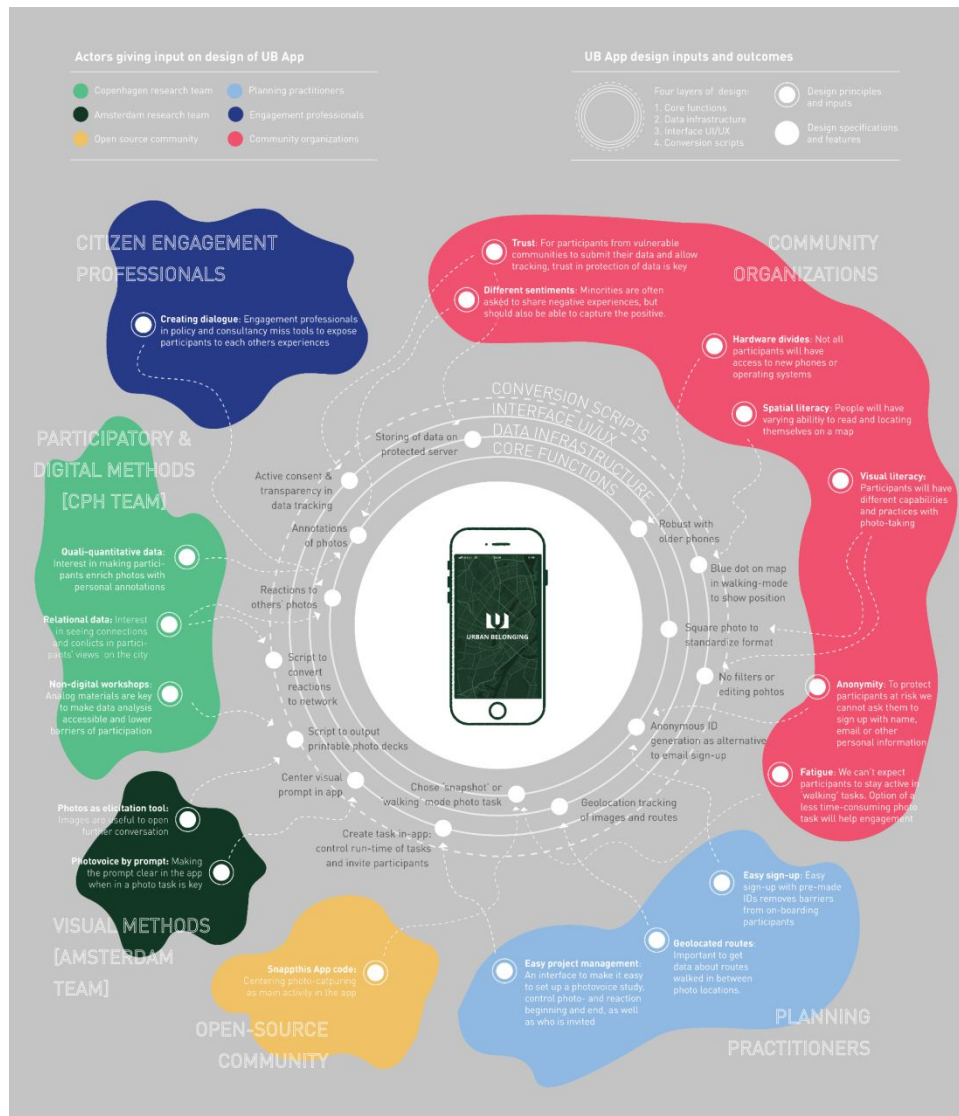 Actors giving input on design of UB App
Copenhagen research team
Amsterdam research team
Open source community
Planning practitioners
Engagement professionals
Community organizations
UB App design inputs and outcomes
Four layers of design:
1. Core functions
2. Data infrastructure
3. Interface UI/UX
4. Conversion scripts
Design principles
and inputs
Design specifications
and features
CITIZEN ENGAGEMENT
PROFESSIONALS
Creating dialogue: Engagement professionals
in policy and consultancy miss tools to expose
participants to each others experiences
COMMUNITY
ORGANIZATIONS
Trust: For participants from vulnerable
communities to submit their data and allow
tracking, trust in protection of data is key
Different sentiments: Minorities are often
asked to share negative experiences, but
should also be able to capture the positive.
Hardware divides: Not all
participants will have
access to new phones or
operating systems
Spatial literacy: People will have
varying abilitiy to read and locating
themselves on a map
Visual literacy:
Participants will have
different capabilities
and practices with
photo-taking
Anonymity: To protect
participants at risk we
cannot ask them to
sign up with name,
email or other
personal information
Fatigue: We can't expect
participants to stay active in
'walking' tasks. Option of a
less time-consuming photo
task will help engagement
PARTICIPATORY &
DIGITAL METHODS
[CPH TEAM]
Quali-quantitative data:
Interest in making partici-
pants enrich photos with
personal annotations
Relational data: Interest
in seeing connections
and conlicts in partici-
pants' views on the city
Non-digital workshops:
Analog materials are key
to make data analysis
accessible and lower
barriers of participation
CONVERSION SCRIPTS
INTERFACE UI/UX
DATA INFRASTRUCTURE
CORE FUNCTIONS
Storing of data on
protected server
Active consent &
transparency in
data tracking
Annotations
of photos
Reactions to
others' photos
Script to
convert
reactions
to network
Script to output
printable photo decks
Center visual
prompt in app
Create task in-app:
control run-time of tasks
and invite participants
Chose 'snapshot' or
'walking' mode photo task
Geolocation tracking
of images and routes
Anonymous ID
generation as alternative
to email sign-up
No filters or
editing pohtos
Square photo to
standardize format
Blue dot on map
in walking-mode
to show position
Robust with
older phones
URBAN BELONGING
Photos as elicitation tool:
Images are useful to open
further conversation
Photovoice by prompt: Making
the prompt clear in the app
when in a photo task is key
VISUAL METHODS
[AMSTERDAM
TEAM]
Snappthis App code:
Centering photo-catpuring
as main activity in the app
OPEN-SOURCE
COMMUNITY
Easy sign-up: Easy
sign-up with pre-made
IDs removes barriers
from on-boarding
participants
Geolocated routes:
Important to get
data about routes
walked in between
photo locations.
Easy project management:
An interface to make it easy
to set up a photovoice study,
control photo- and reaction
beginning and end, as well
as who is invited
PLANNING
PRACTITIONERS